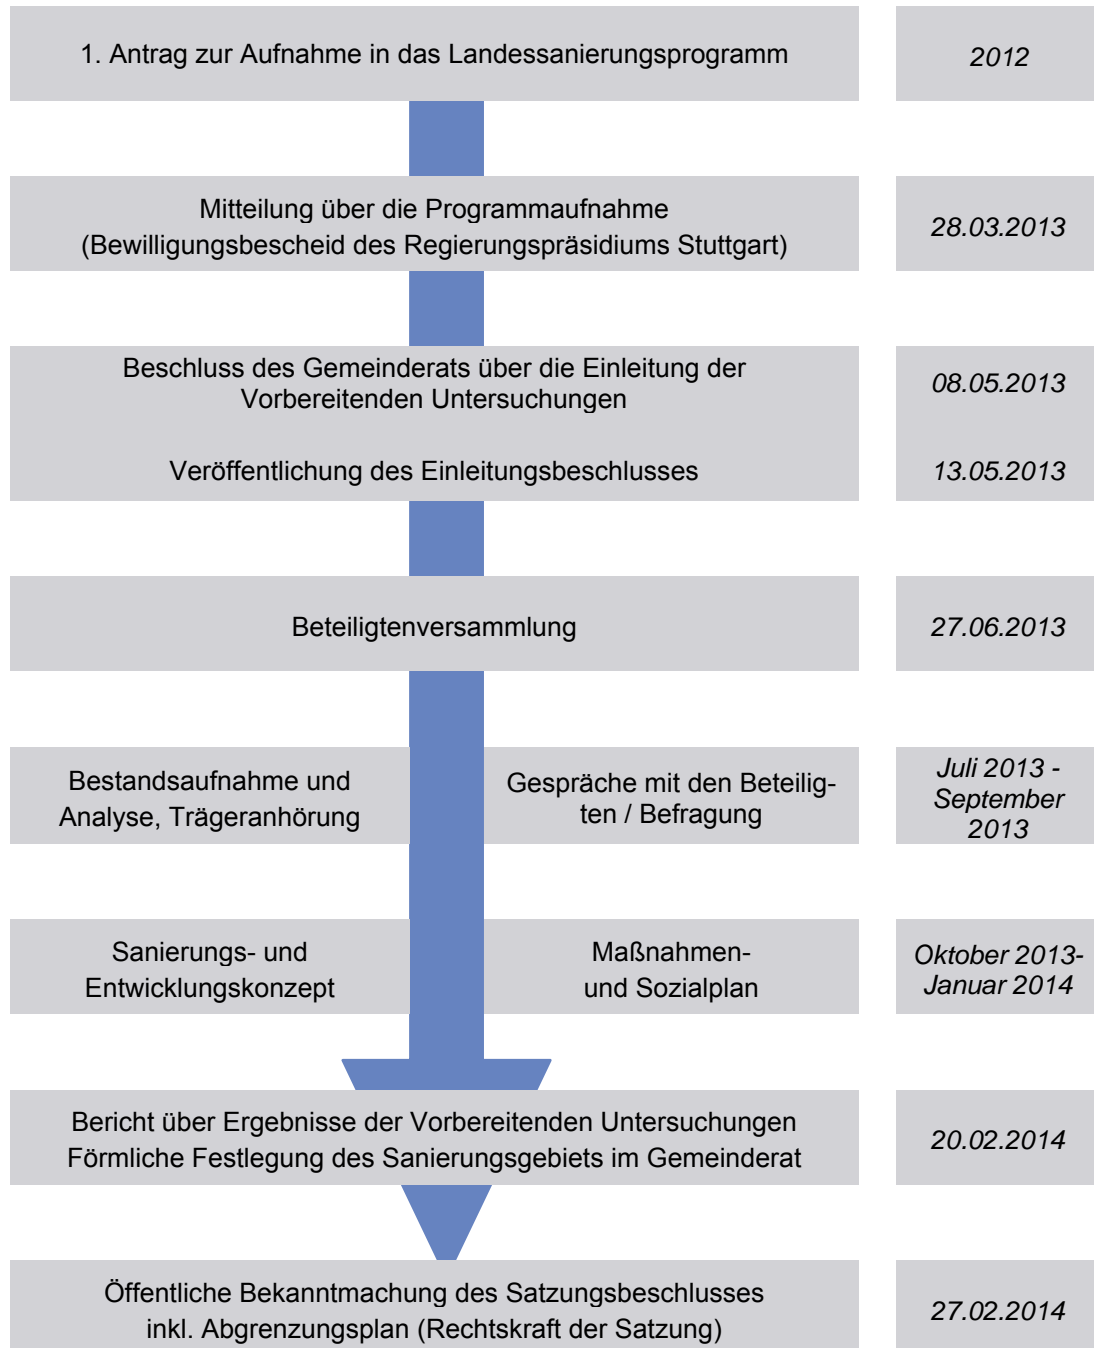 1. Antrag zur Aufnahme in das Landessanierungsprogramm
2012
Mitteilung über die Programmaufnahme
(Bewilligungsbescheid des Regierungspräsidiums Stuttgart)
28.03.2013
Beschluss des Gemeinderats über die Einleitung der
Vorbereitenden Untersuchungen
08.05.2013
Veröffentlichung des Einleitungsbeschlusses
13.05.2013
Beteiligtenversammlung
27.06.2013
Bestandsaufnahme und
Analyse, Trägeranhörung
Gespräche mit den Beteilig-
ten / Befragung
Juli 2013 -
September
2013
Sanierungs- und
Entwicklungskonzept
Maßnahmen-
und Sozialplan
Oktober 2013-
Januar 2014
Bericht über Ergebnisse der Vorbereitenden Untersuchungen
Förmliche Festlegung des Sanierungsgebiets im Gemeinderat
20.02.2014
Öffentliche Bekanntmachung des Satzungsbeschlusses
inkl. Abgrenzungsplan (Rechtskraft der Satzung)
27.02.2014